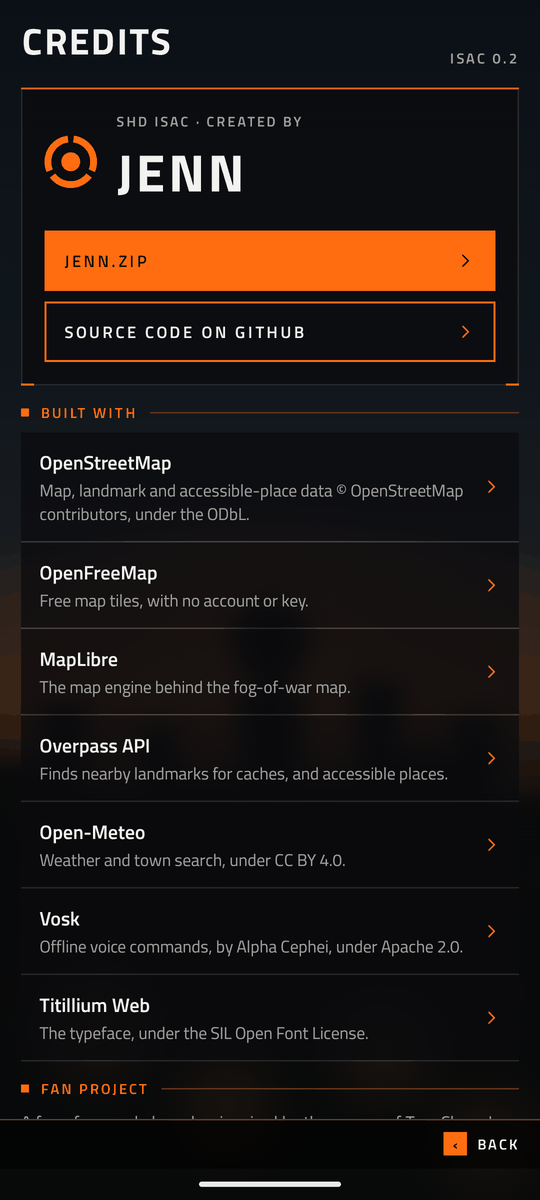 CREDITS
ISAC 0.2
SHD ISAC · CREATED BY
JENN
JENN.ZIP
SOURCE CODE ON GITHUB
BUILT WITH
OpenStreetMap
Map, landmark and accessible-place data © OpenStreetMap
contributors, under the ODbL.
OpenFreeMap
Free map tiles, with no account or key.
MapLibre
The map engine behind the fog-of-war map.
Overpass API
Finds nearby landmarks for caches, and accessible places.
Open-Meteo
Weather and town search, under CC BY 4.0.
Vosk
Offline voice commands, by Alpha Cephei, under Apache 2.0.
Titillium Web
The typeface, under the SIL Open Font License.
FAN PROJECT
BACK